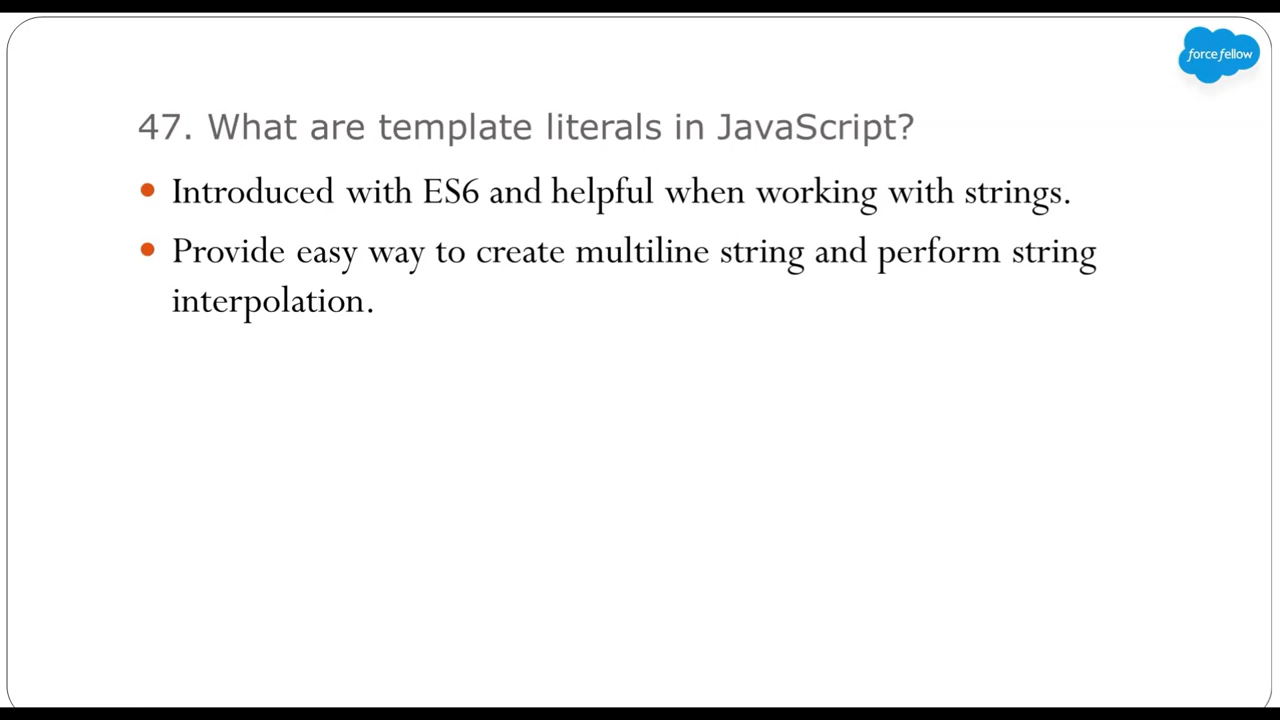 force fellow
47. What are template literals in JavaScript?
• Introduced with ES6 and helpful when working with strings.
• Provide easy way to create multiline string and perform string
interpolation.